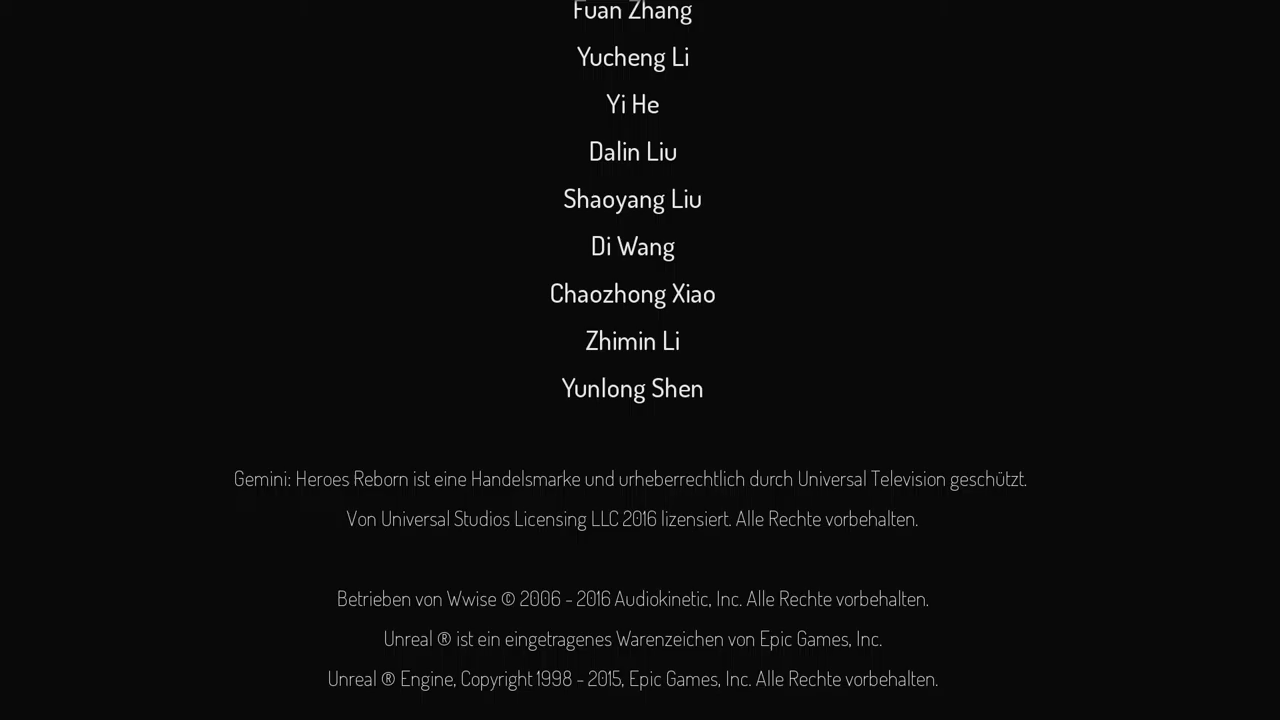 Fuan Zhang
Yucheng Li
Yi He
Dalin Liu
Shaoyang Liu
Di Wang
Chaozhong Xiao
Zhimin Li
Yunlong Shen
Gemini: Heroes Reborn ist eine Handelsmarke und urheberrechtlich durch Universal Television geschützt.
Von Universal Studios Licensing LLC 2016 lizensiert. Alle Rechte vorbehalten.
Betrieben von Wwise © 2006 - 2016 Audiokinetic, Inc. Alle Rechte vorbehalten.
Unreal ® ist ein eingetragenes Warenzeichen von Epic Games, Inc.
Unreal ® Engine, Copyright 1998 - 2015, Epic Games, Inc. Alle Rechte vorbehalten.